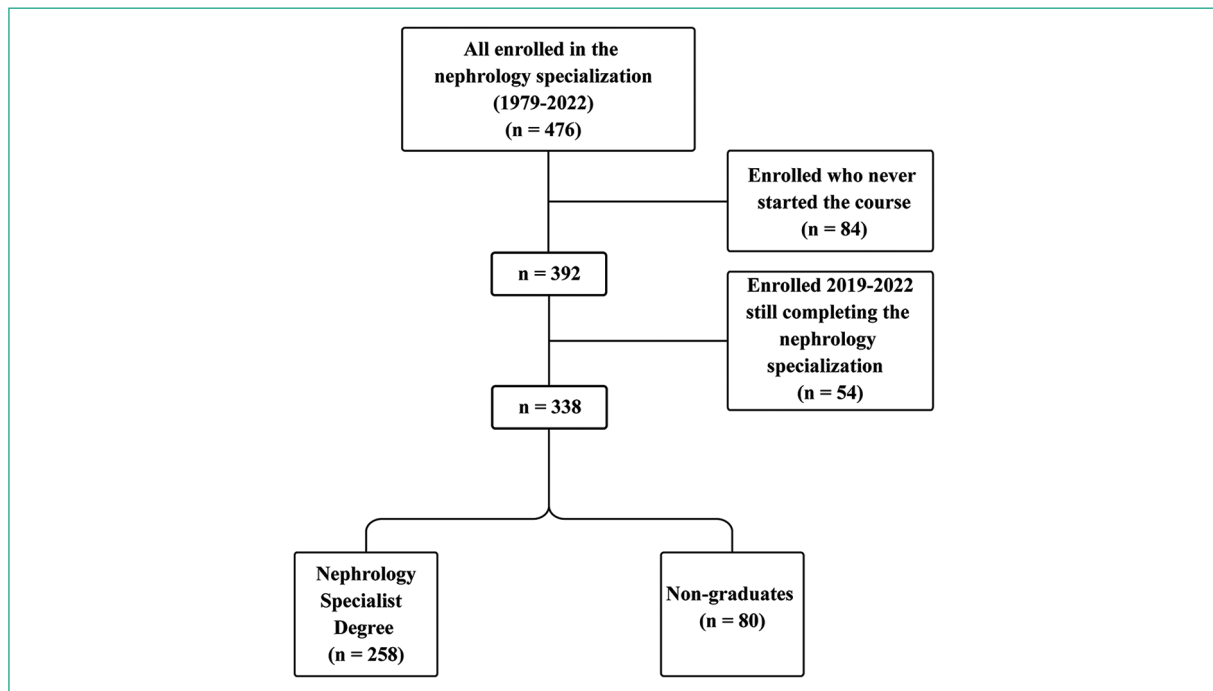 All enrolled in the
nephrology specialization
(1979-2022)
(n = 476)
Enrolled who never
started the course
(n = 84)
n = 392
Enrolled 2019-2022
still completing the
nephrology
specialization
(n = 54)
n = 338
Nephrology
Specialist
Degree
(n = 258)
Non-graduates
(n = 80)